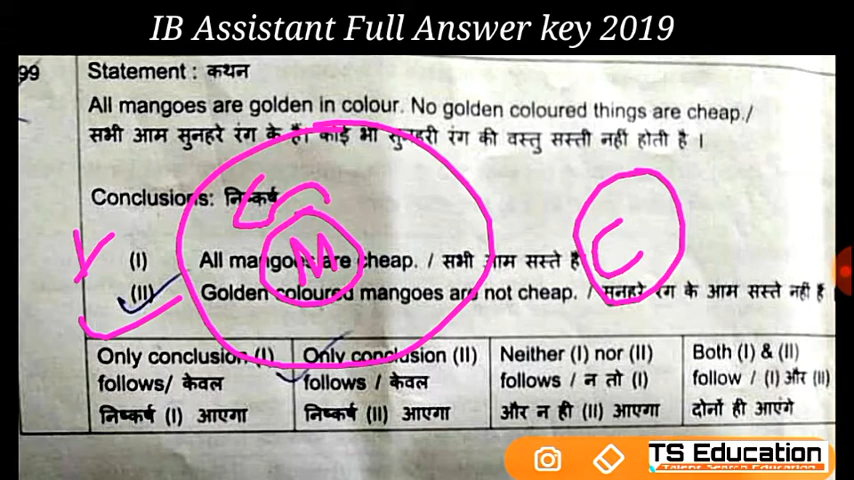 IB Assistant Full Answer key 2019
99 Statement : कथन
All mangoes are golden in colour. No golden coloured things are cheap./
सभी आम सुनहरे रंग के हैं। कोई भी सुनहरी रंग की वस्तु सस्ती नहीं होती है ।
Conclusions: निष्कर्ष
(I) All mangoes are cheap. / सभी आम सस्ते हैं
(II) Golden coloured mangoes are not cheap. / सुनहरे रंग के आम सस्ते नहीं हैं
G
M
C
Only conclusion (I)
follows/ केवल
निष्कर्ष (I) आएगा
Only conclusion (II)
follows / केवल
निष्कर्ष (II) आएगा
Neither (I) nor (II)
follows / न तो (I)
और न ही (II) आएगा
Both (I) & (II)
follow / (I) और (II)
दोनों ही आएंगे
TS Education
Talent Search Education